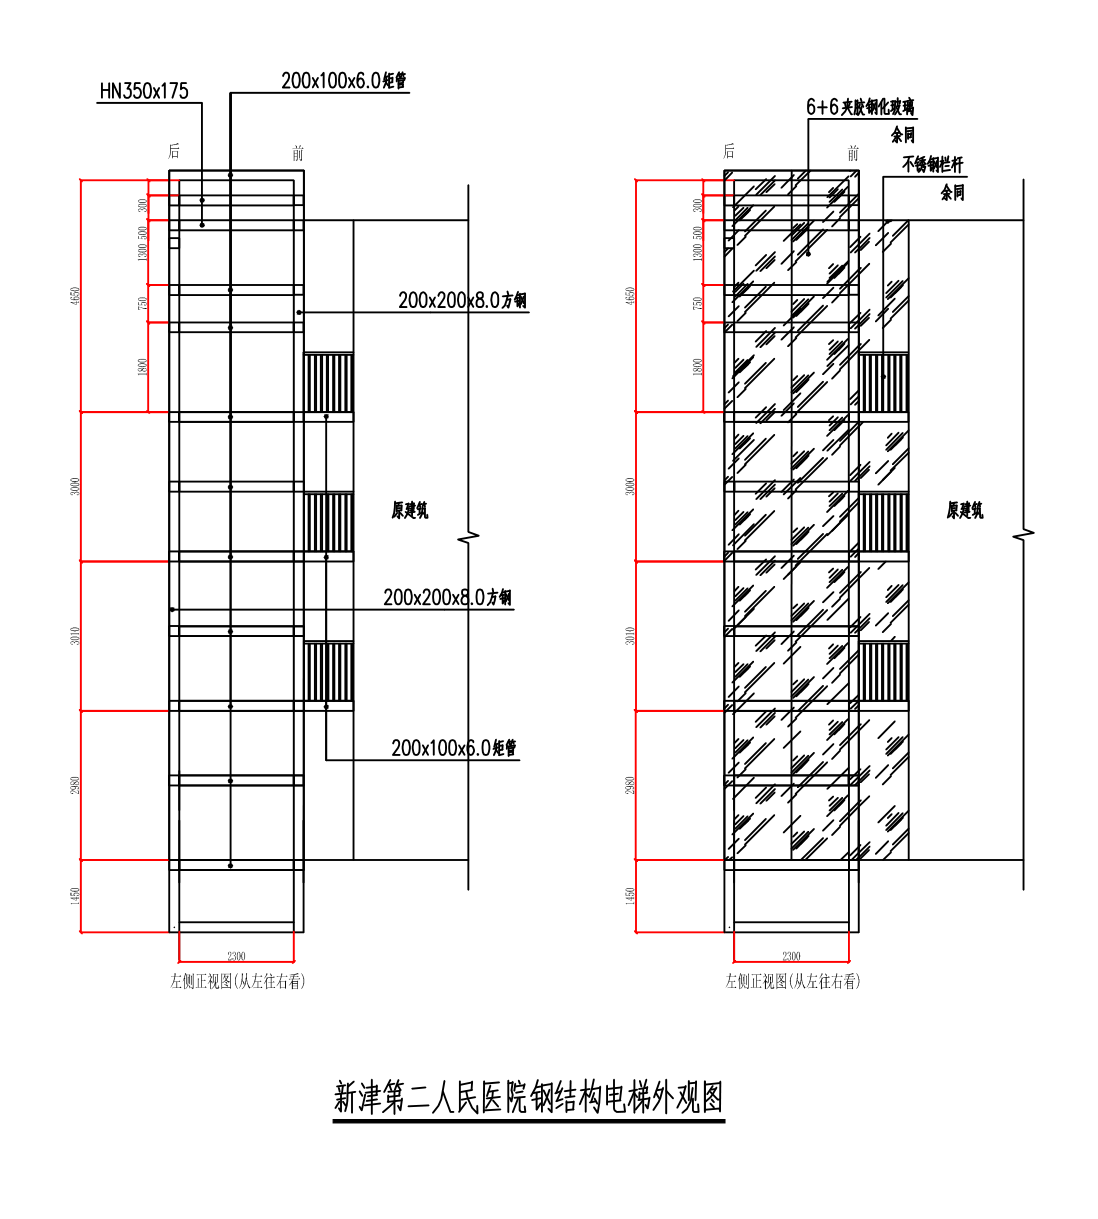 200x100x6.0矩管
HN350x175
后
前
300
500
1300
4650
750
200x200x8.0方钢
1800
3000
原建筑
200x200x8.0方钢
3010
200x100x6.0矩管
2980
1450
2300
左侧正视图(从左往右看)
6+6夹胶钢化玻璃
余同
后
前
不锈钢栏杆
余同
300
500
1300
4650
750
1800
3000
原建筑
3010
2980
1450
2300
左侧正视图(从左往右看)
新津第二人民医院钢结构电梯外观图